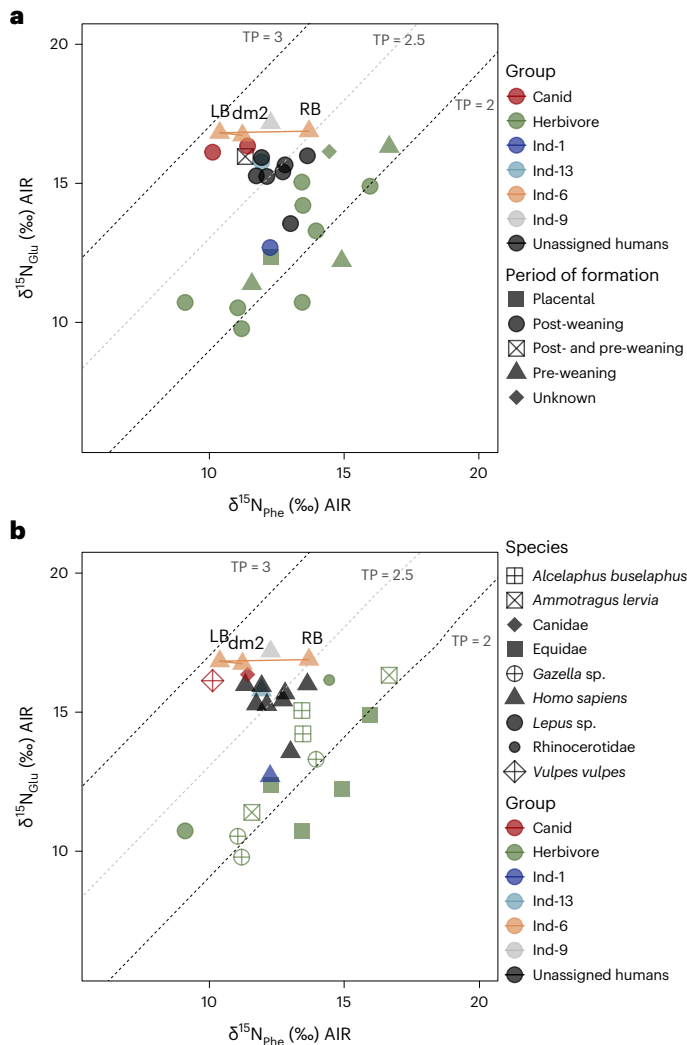 a
20
15
10
10
15
20
TP = 3
TP = 2.5
TP = 2
LB
dm2
RB
δ15NGlu (‰) AIR
δ15NPhe (‰) AIR
Group
Canid
Herbivore
Ind-1
Ind-13
Ind-6
Ind-9
Unassigned humans
Period of formation
Placental
Post-weaning
Post- and pre-weaning
Pre-weaning
Unknown
b
20
15
10
10
15
20
TP = 3
TP = 2.5
TP = 2
LB
dm2
RB
δ15NGlu (‰) AIR
δ15NPhe (‰) AIR
Species
Alcelaphus buselaphus
Ammotragus lervia
Canidae
Equidae
Gazella sp.
Homo sapiens
Lepus sp.
Rhinocerotidae
Vulpes vulpes
Group
Canid
Herbivore
Ind-1
Ind-13
Ind-6
Ind-9
Unassigned humans